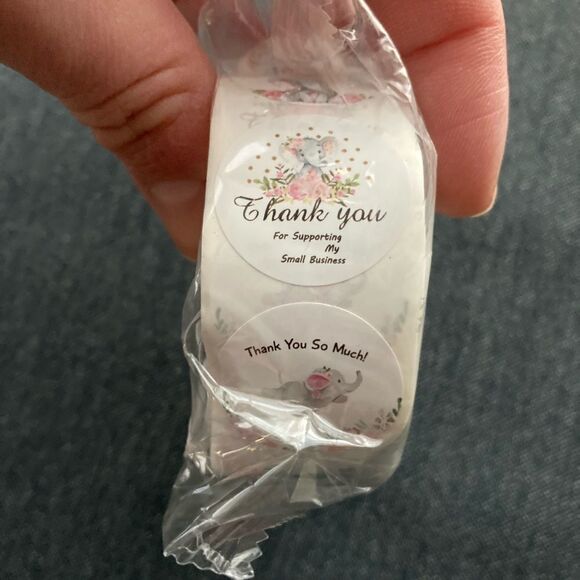 Thank you
For Supporting
My
Small Business
Thank You So Much!